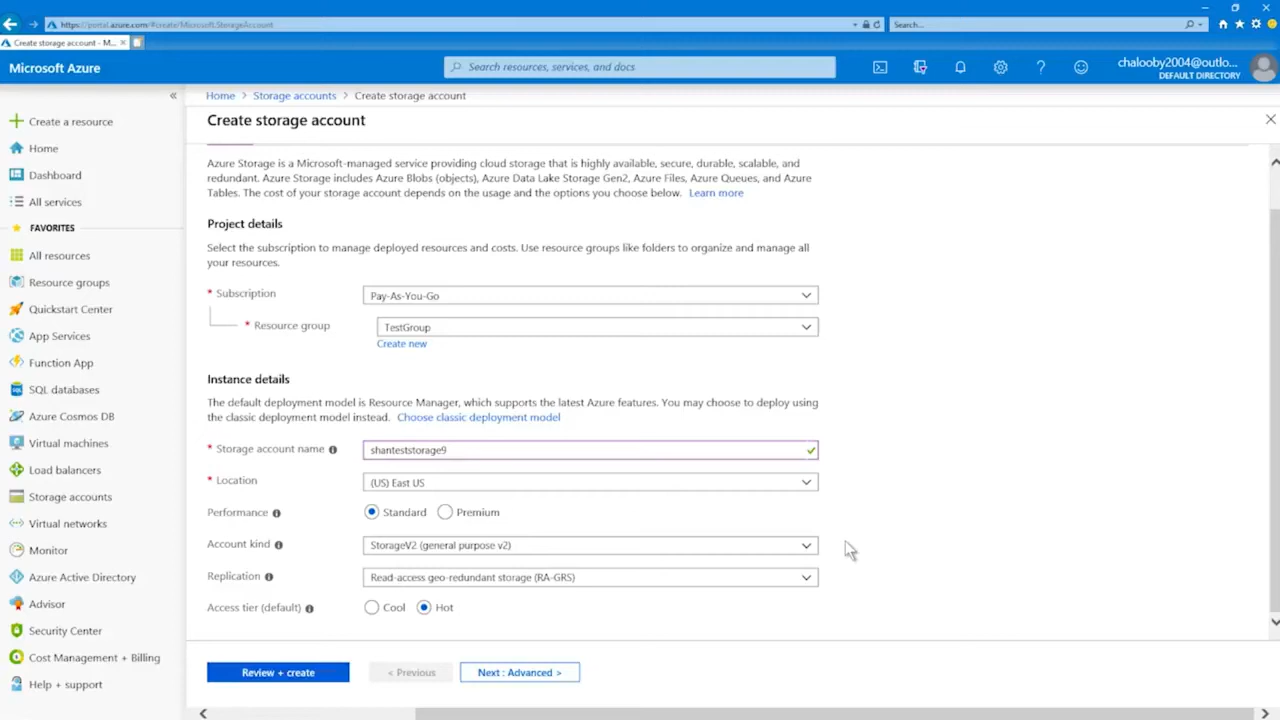 https://portal.azure.com/#create/Microsoft.StorageAccount
Search...
Create storage account - M...
Microsoft Azure
Search resources, services, and docs
chalooby2004@outlo...
DEFAULT DIRECTORY
Home > Storage accounts > Create storage account
Create storage account
Create a resource
Home
Dashboard
All services
FAVORITES
All resources
Resource groups
Quickstart Center
App Services
Function App
SQL databases
Azure Cosmos DB
Virtual machines
Load balancers
Storage accounts
Virtual networks
Monitor
Azure Active Directory
Advisor
Security Center
Cost Management + Billing
Help + support
Azure Storage is a Microsoft-managed service providing cloud storage that is highly available, secure, durable, scalable, and
redundant. Azure Storage includes Azure Blobs (objects), Azure Data Lake Storage Gen2, Azure Files, Azure Queues, and Azure
Tables. The cost of your storage account depends on the usage and the options you choose below. Learn more
Project details
Select the subscription to manage deployed resources and costs. Use resource groups like folders to organize and manage all
your resources.
* Subscription
Pay-As-You-Go
* Resource group
TestGroup
Create new
Instance details
The default deployment model is Resource Manager, which supports the latest Azure features. You may choose to deploy using
the classic deployment model instead. Choose classic deployment model
* Storage account name
shanteststorage9
* Location
(US) East US
Performance
Standard Premium
Account kind
StorageV2 (general purpose v2)
Replication
Read-access geo-redundant storage (RA-GRS)
Access tier (default)
Cool Hot
Review + create
< Previous
Next : Advanced >